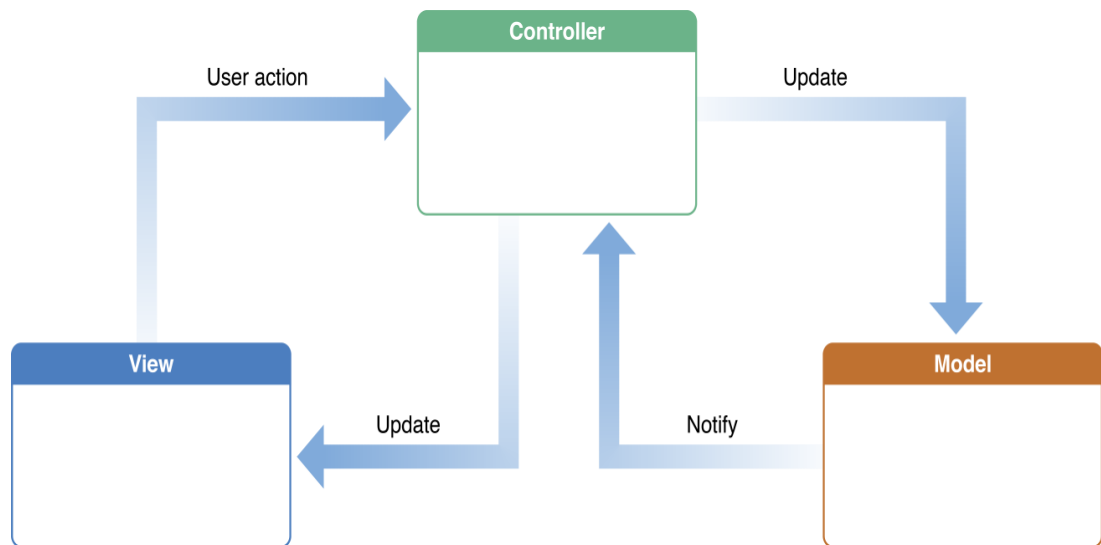 Controller
User action
Update
View
Model
Update
Notify